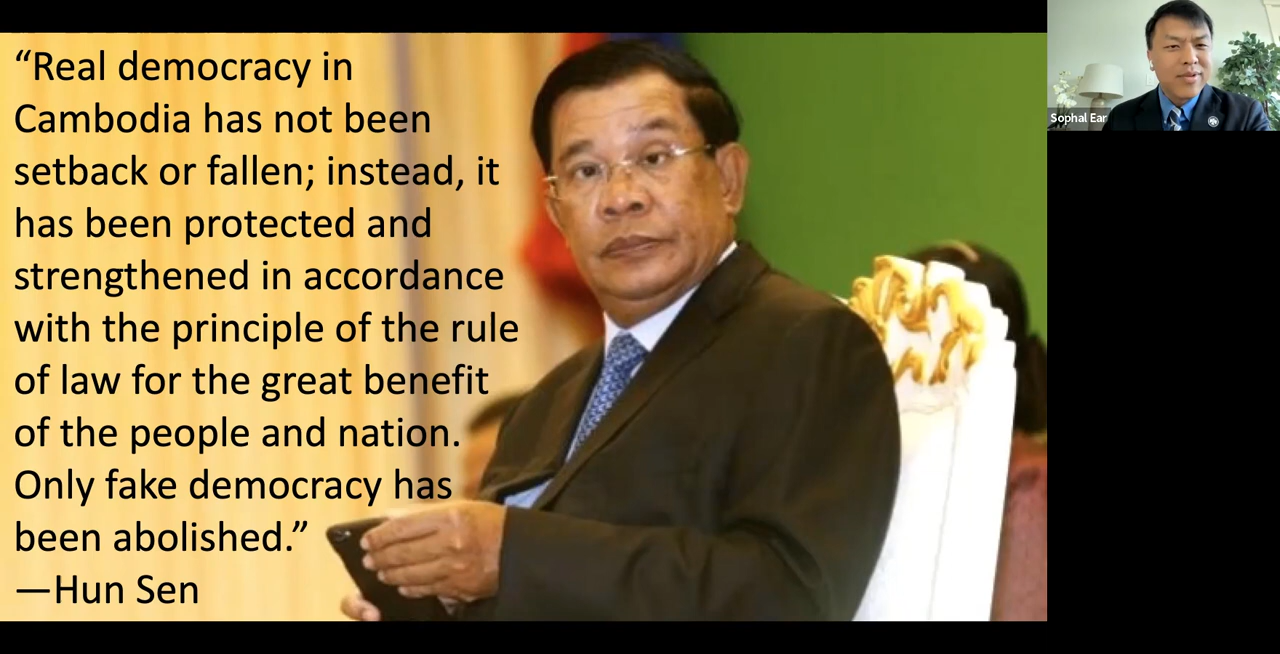 “Real democracy in
Cambodia has not been
setback or fallen; instead, it
has been protected and
strengthened in accordance
with the principle of the rule
of law for the great benefit
of the people and nation.
Only fake democracy has
been abolished.”
—Hun Sen
Sophal Ear